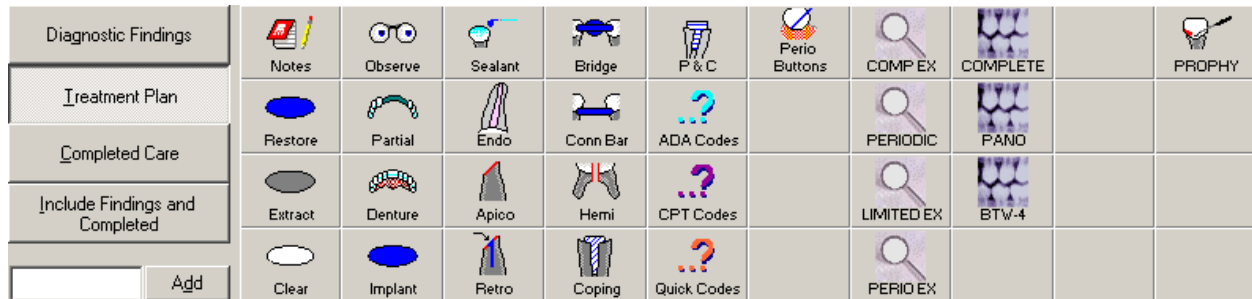 Diagnostic Findings
Treatment Plan
Completed Care
Include Findings and
Completed
Add
Notes
Observe
Sealant
Bridge
P & C
Perio
Buttons
COMP EX
COMPLETE
PROPHY
Restore
Partial
Endo
Conn Bar
ADA Codes
PERIODIC
PANO
Extract
Denture
Apico
Hemi
CPT Codes
LIMITED EX
BTW-4
Clear
Implant
Retro
Coping
Quick Codes
PERIO EX